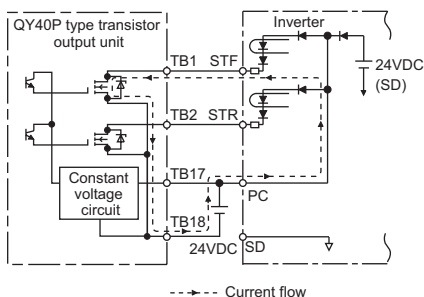 QY40P type transistor
output unit
Inverter
TB1 STF
24VDC
(SD)
TB2 STR
Constant
voltage
circuit
TB17
PC
TB18
24VDC
SD
Current flow